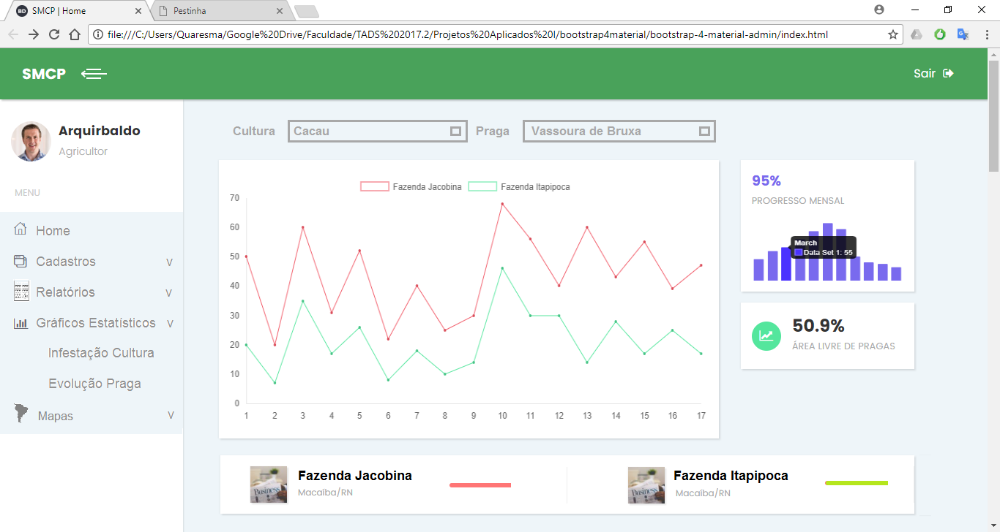 SMCP | Home
Pestinha
file:///C:/Users/Quaresma/Google%20Drive/Faculdade/TADS%202017.2/Projetos%20Aplicados%20I/bootstrap4material/bootstrap-4-material-admin/index.html
SMCP
Sair
Arquirbaldo
Agricultor
MENU
Home
Cadastros V
Relatórios V
Gráficos Estatísticos V
Infestação Cultura
Evolução Praga
Mapas V
Cultura Cacau Praga Vassoura de Bruxa
Fazenda Jacobina Fazenda Itapipoca
70
60
50
40
30
20
10
0
1 2 3 4 5 6 7 8 9 10 11 12 13 14 15 16 17
95%
PROGRESSO MENSAL
March
Data Set 1: 55
50.9%
ÁREA LIVRE DE PRAGAS
Business
Fazenda Jacobina
Macaíba/RN
Business
Fazenda Itapipoca
Macaíba/RN